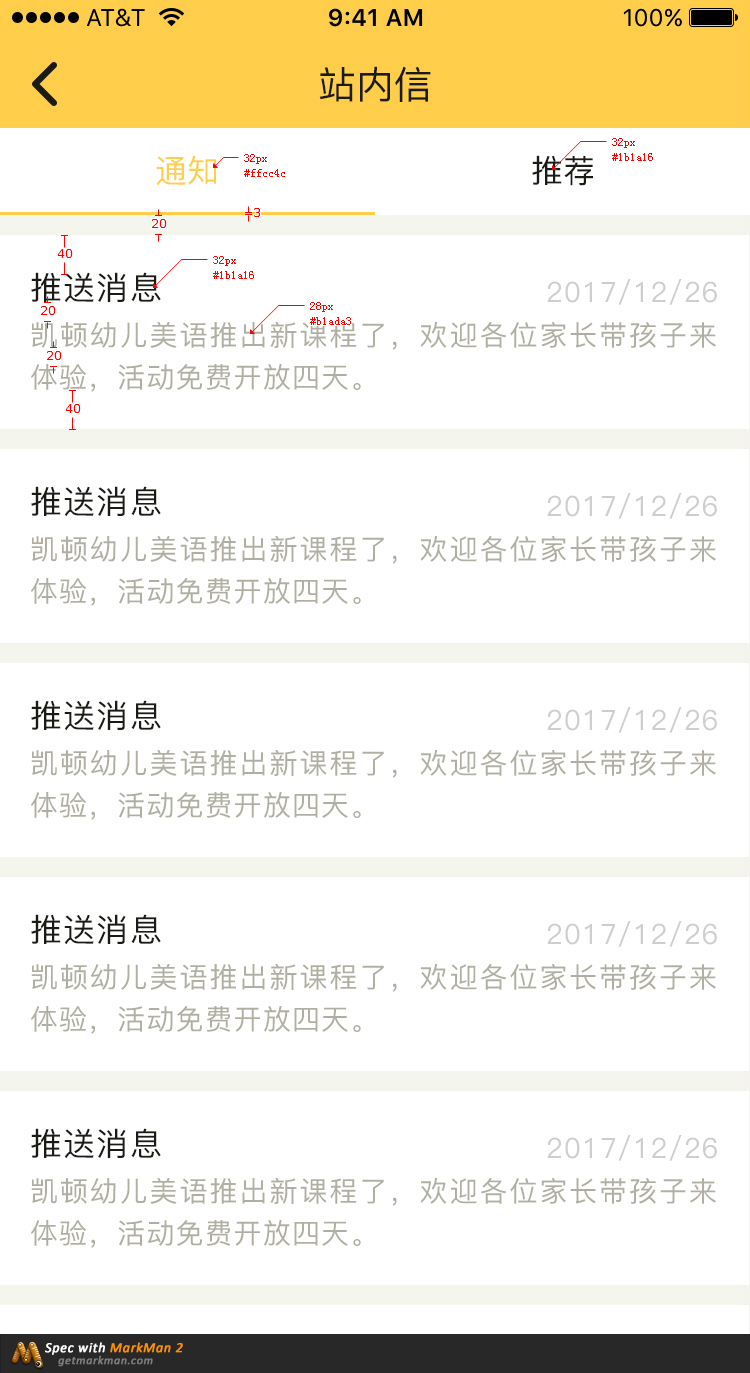 AT&T 9:41 AM 100%
站内信
通知 推荐
32px
#ffcc4c
32px
#1b1a16
20
3
40
32px
#1b1a16
推送消息 2017/12/26
28px
#b1ada3
20
凯顿幼儿美语推出新课程了，欢迎各位家长带孩子来
20
体验，活动免费开放四天。
40
推送消息 2017/12/26
凯顿幼儿美语推出新课程了，欢迎各位家长带孩子来
体验，活动免费开放四天。
推送消息 2017/12/26
凯顿幼儿美语推出新课程了，欢迎各位家长带孩子来
体验，活动免费开放四天。
推送消息 2017/12/26
凯顿幼儿美语推出新课程了，欢迎各位家长带孩子来
体验，活动免费开放四天。
推送消息 2017/12/26
凯顿幼儿美语推出新课程了，欢迎各位家长带孩子来
体验，活动免费开放四天。
Spec with MarkMan 2
getmarkman.com